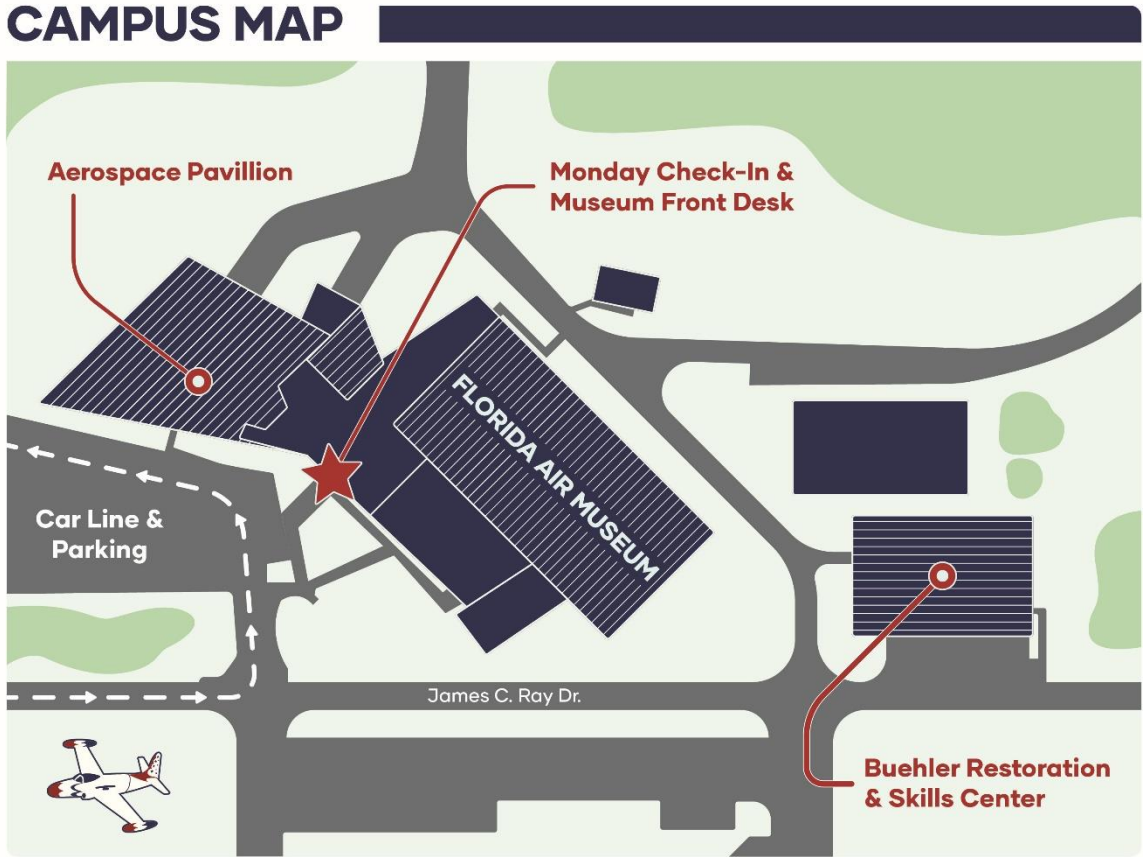 CAMPUS MAP
Aerospace Pavillion
Monday Check-In &
Museum Front Desk
FLORIDA AIR MUSEUM
Car Line &
Parking
James C. Ray Dr.
Buehler Restoration
& Skills Center